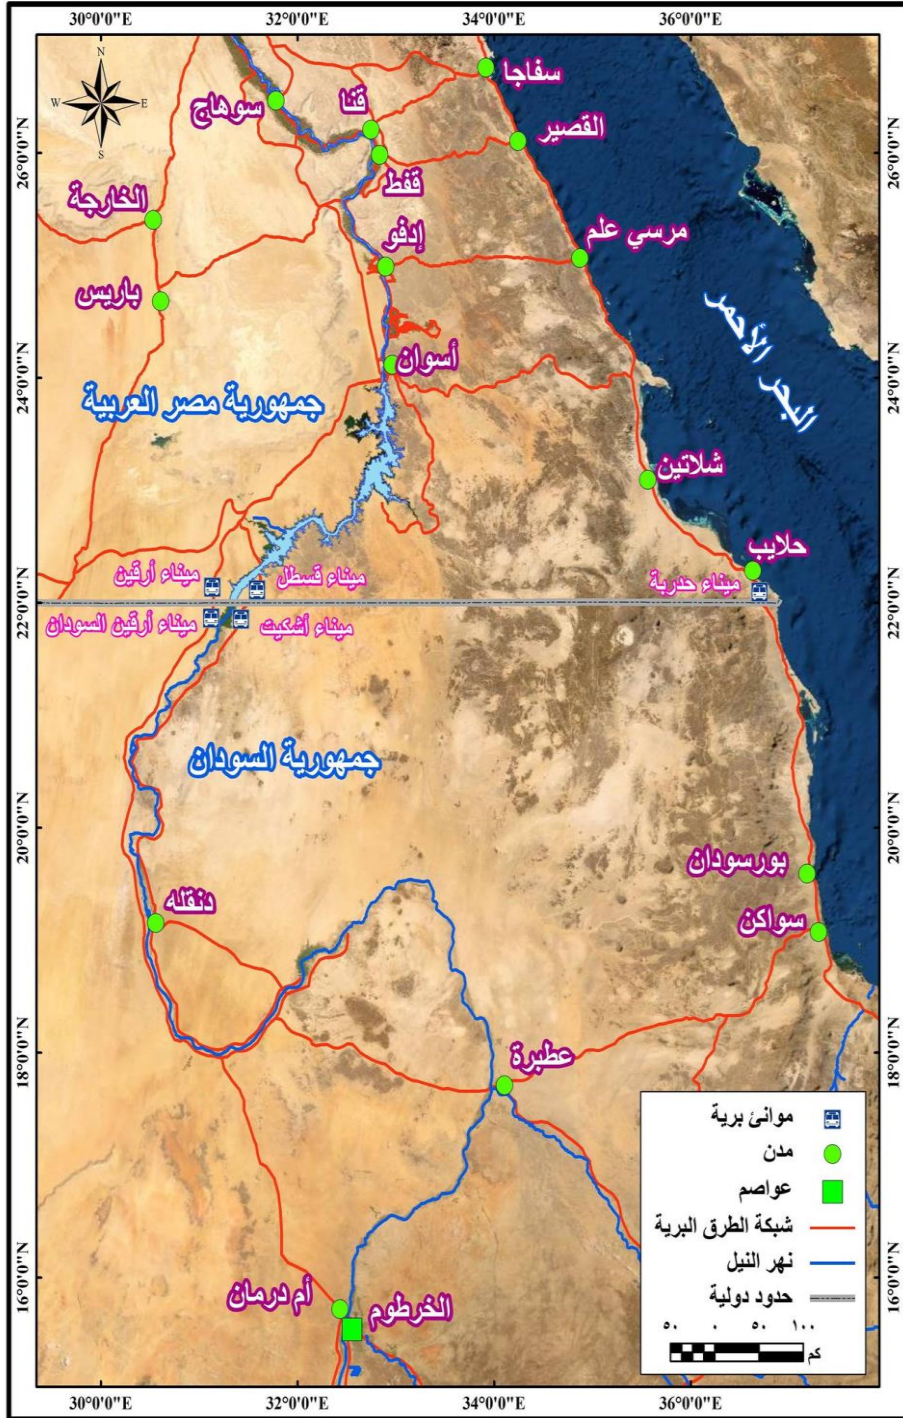 30°0'0"E 32°0'0"E 34°0'0"E 36°0'0"E
N
W E
S
سفاجا
قنا
سوهاج
القصير
26°0'0"N 26°0'0"N
قفط
الخارجة
مرسي علم
إدفو
باريس
البحر الأحمر
أسوان
24°0'0"N 24°0'0"N
جمهورية مصر العربية
شلاتين
حلايب
ميناء أرقين
ميناء قسطل
ميناء حدربة
22°0'0"N 22°0'0"N
ميناء أرقين السودان
ميناء أشكيت
جمهورية السودان
20°0'0"N 20°0'0"N
بورسودان
دنقله
سواكن
18°0'0"N 18°0'0"N
عطبرة
موانئ برية
مدن
عواصم
شبكة الطرق البرية
نهر النيل
حدود دولية
٥٠ ٠ ٥٠ ١٠٠
كم
16°0'0"N 16°0'0"N
أم درمان
الخرطوم
30°0'0"E 32°0'0"E 34°0'0"E 36°0'0"E